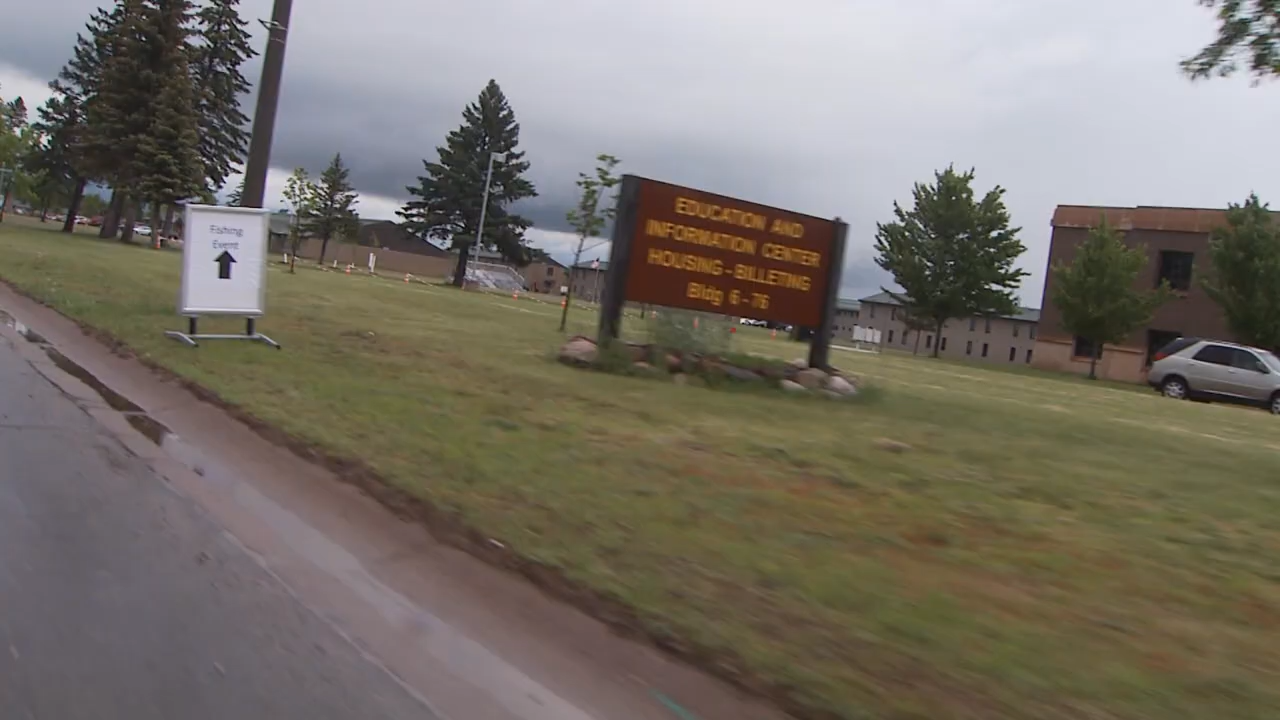 Fishing
Event
EDUCATION AND
INFORMATION CENTER
HOUSING - BILLETING
Bldg 6 - 76